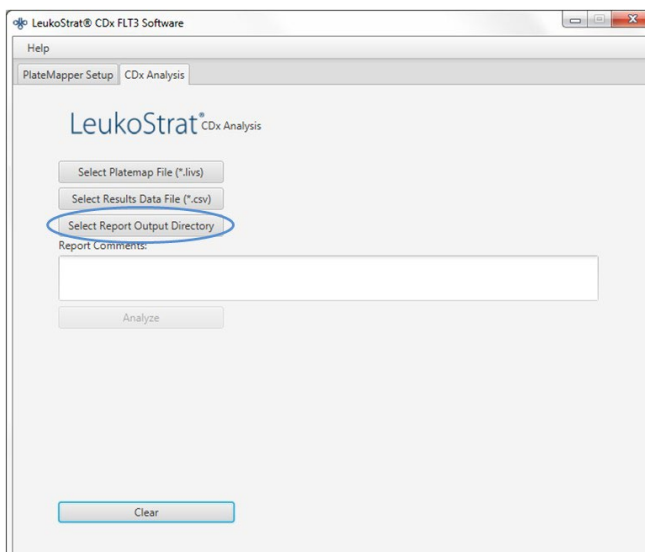 LeukoStrat® CDx FLT3 Software
Help
PlateMapper Setup CDx Analysis
LeukoStrat® CDx Analysis
Select Platemap File (*.livs)
Select Results Data File (*.csv)
Select Report Output Directory
Report Comments:
Analyze
Clear